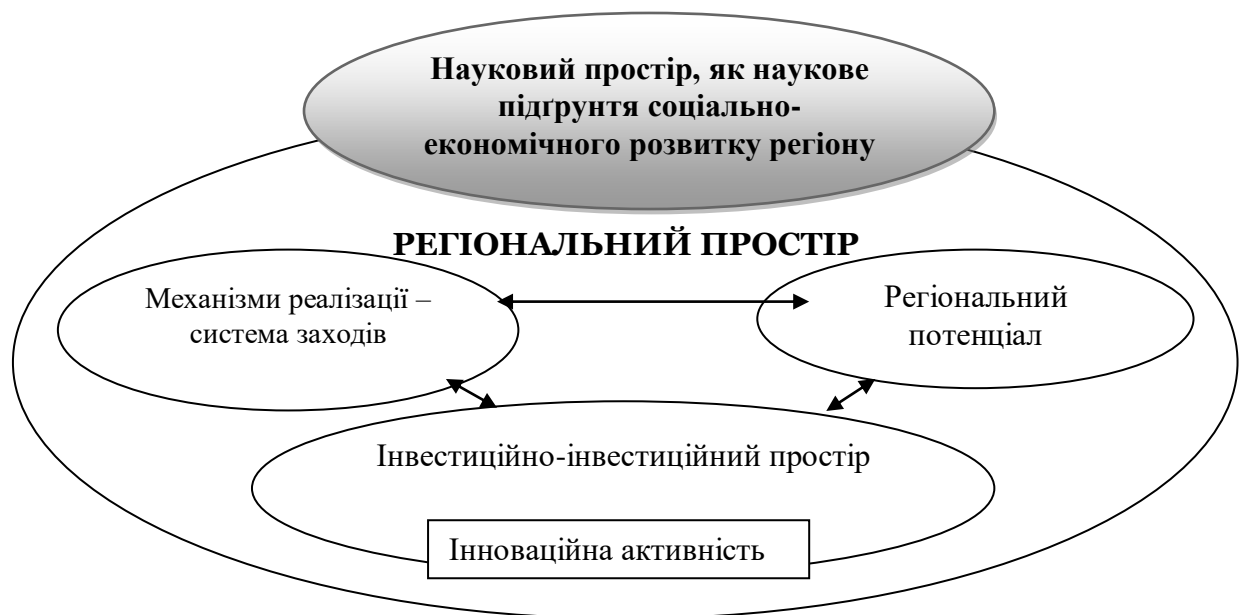 Науковий простір, як наукове
підґрунтя соціально-
економічного розвитку регіону
РЕГІОНАЛЬНИЙ ПРОСТІР
Механізми реалізації –
система заходів
Регіональний
потенціал
Інвестиційно-інвестиційний простір
Інноваційна активність